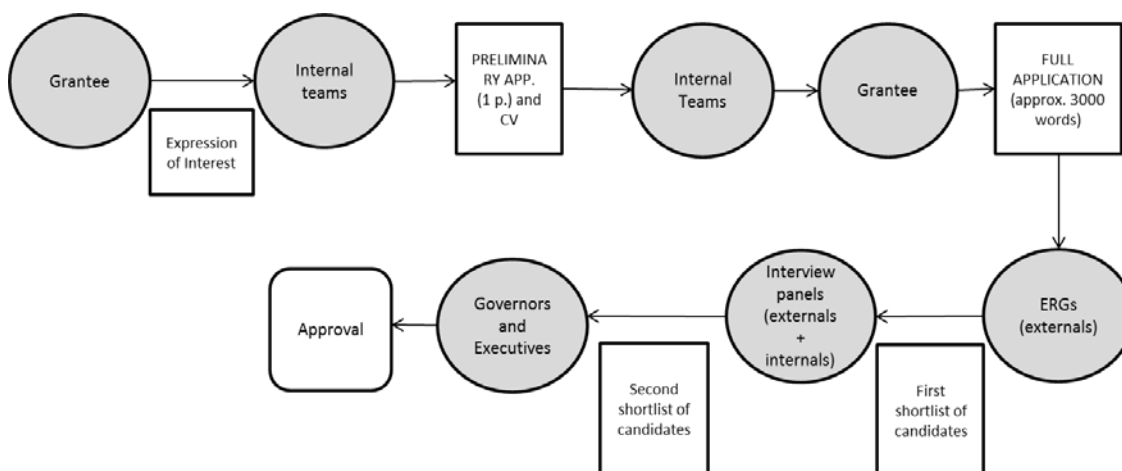 Grantee
Expression
of Interest
Internal
teams
PRELIMINA
RY APP.
(1 p.) and
CV
Internal
Teams
Grantee
FULL
APPLICATION
(approx. 3000
words)
ERGs
(externals)
First
shortlist of
candidates
Interview
panels
(externals
+
internals)
Second
shortlist of
candidates
Governors
and
Executives
Approval